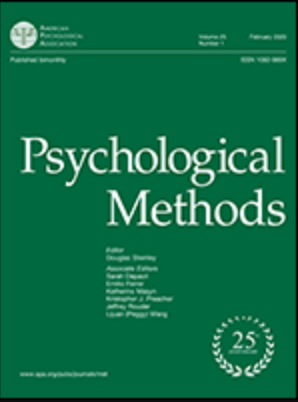 AMERICAN
PSYCHOLOGICAL
ASSOCIATION
Volume 25 February 2020
Number 1
Published bimonthly ISSN 1082-989X
Psychological
Methods
Editor
Douglas Steinley
Associate Editors
Sarah Depaoli
Emilio Ferrer
Katherine Masyn
Kristopher J. Preacher
Jeffrey Rouder
Lijuan (Peggy) Wang
25
www.apa.org/pubs/journals/met